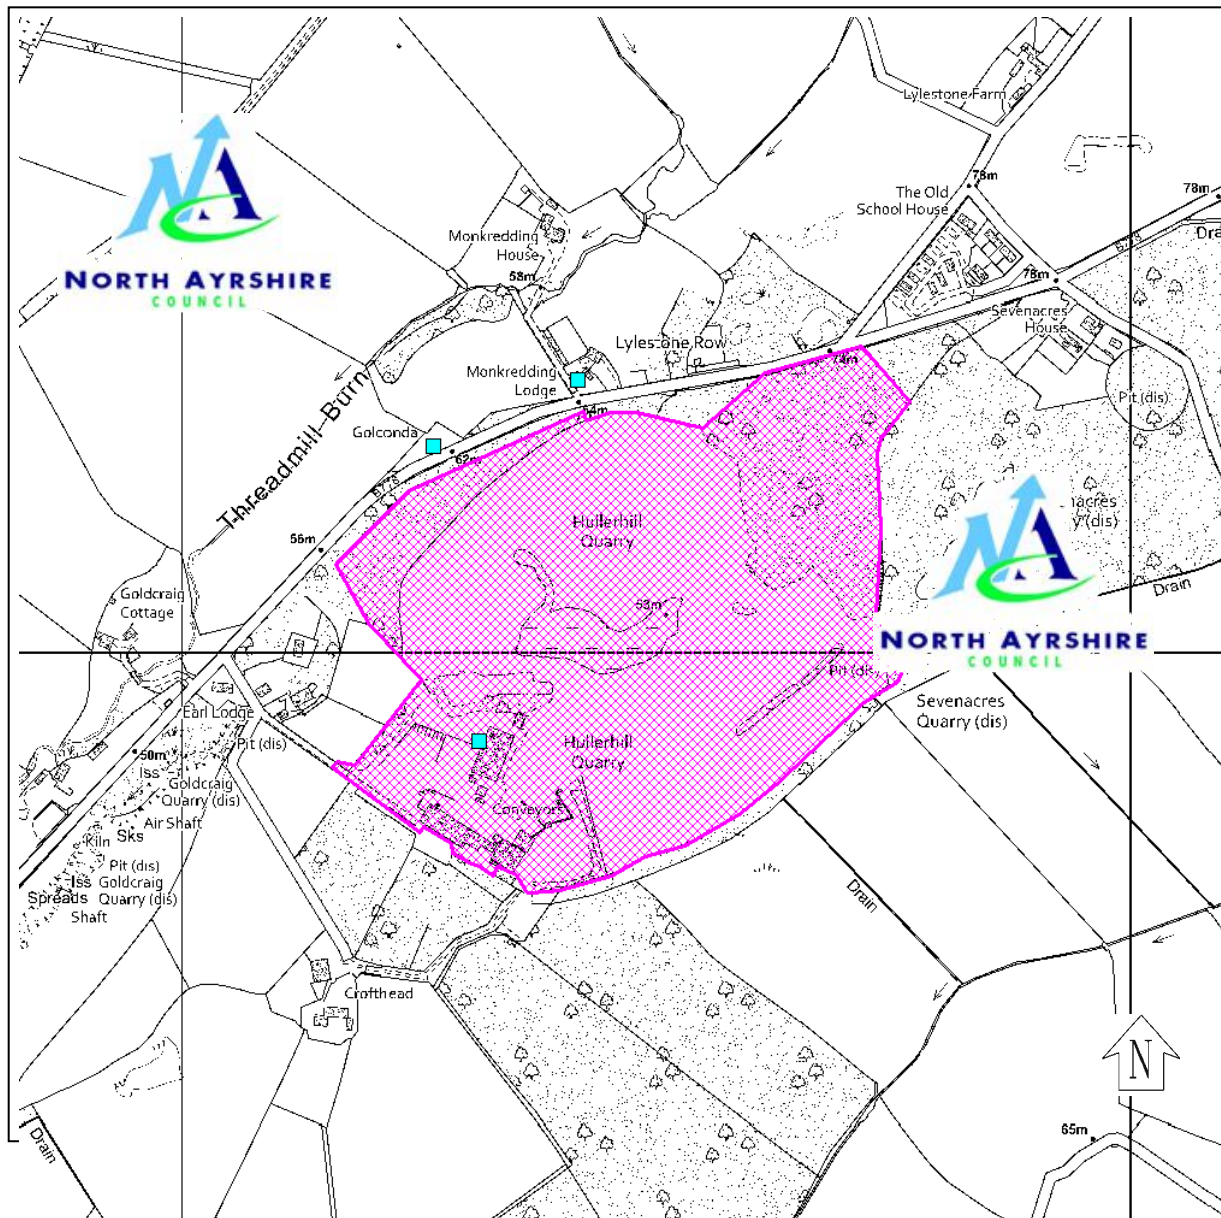 Lylestone Farm
78m
78m
The Old
School House
Drain
Monkredding
House
58m
78m
Sevenacres
House
NORTH AYRSHIRE
COUNCIL
Lylestone Row
74m
Monkredding
Lodge
Pit (dis)
Golconda
62m
Threadmill Burn
Hullerhill
Quarry
56m
Drain
Goldcraig
Cottage
53m
NORTH AYRSHIRE
COUNCIL
Pit (dis)
Sevenacres
Quarry (dis)
Earl Lodge
Pit (dis)
50m
Iss
Goldcraig
Quarry (dis)
Hullerhill
Quarry
Conveyors
Air Shaft
Sks
Kiln
Pit (dis)
Iss Goldcraig
Spreads Quarry (dis)
Shaft
Drain
Crofthead
N
65m
Drain